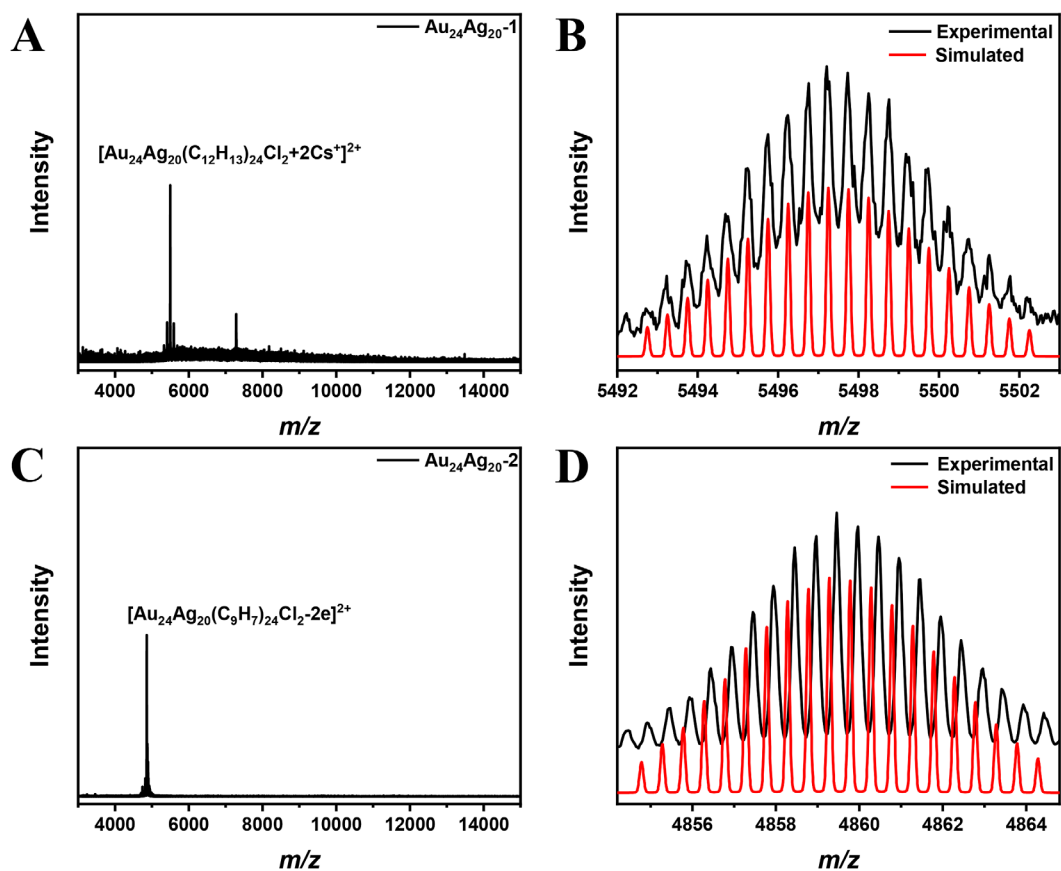 A
Au₂₄Ag₂₀-1
[Au₂₄Ag₂₀(C₁₂H₁₃)₂₄Cl₂+2Cs⁺]²⁺
Intensity
4000 6000 8000 10000 12000 14000
m/z
B
Experimental
Simulated
Intensity
5492 5494 5496 5498 5500 5502
m/z
C
Au₂₄Ag₂₀-2
[Au₂₄Ag₂₀(C₉H₇)₂₄Cl₂-2e]²⁺
Intensity
4000 6000 8000 10000 12000 14000
m/z
D
Experimental
Simulated
Intensity
4856 4858 4860 4862 4864
m/z